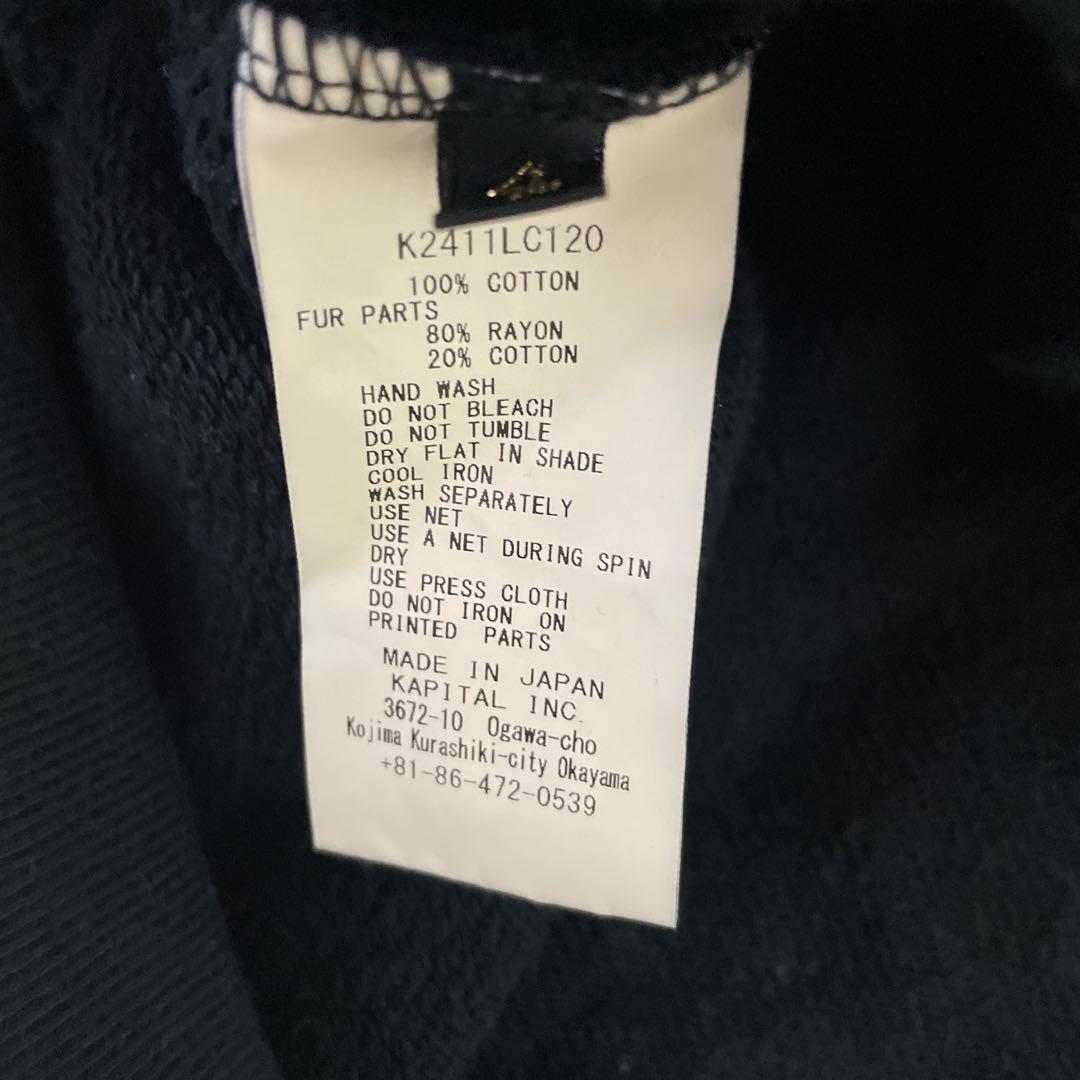 K2411LC120
100% COTTON
FUR PARTS
80% RAYON
20% COTTON
HAND WASH
DO NOT BLEACH
DO NOT TUMBLE
DRY FLAT IN SHADE
COOL IRON
WASH SEPARATELY
USE NET
USE A NET DURING SPIN
DRY
USE PRESS CLOTH
DO NOT IRON ON
PRINTED PARTS
MADE IN JAPAN
KAPITAL INC.
3672-10 Ogawa-cho
Kojima Kurashiki-city Okayama
+81-86-472-0539